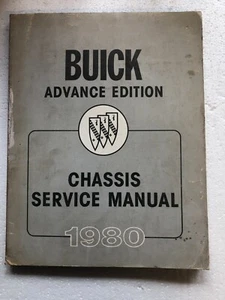 BUICK
ADVANCE EDITION
CHASSIS
SERVICE MANUAL
1980